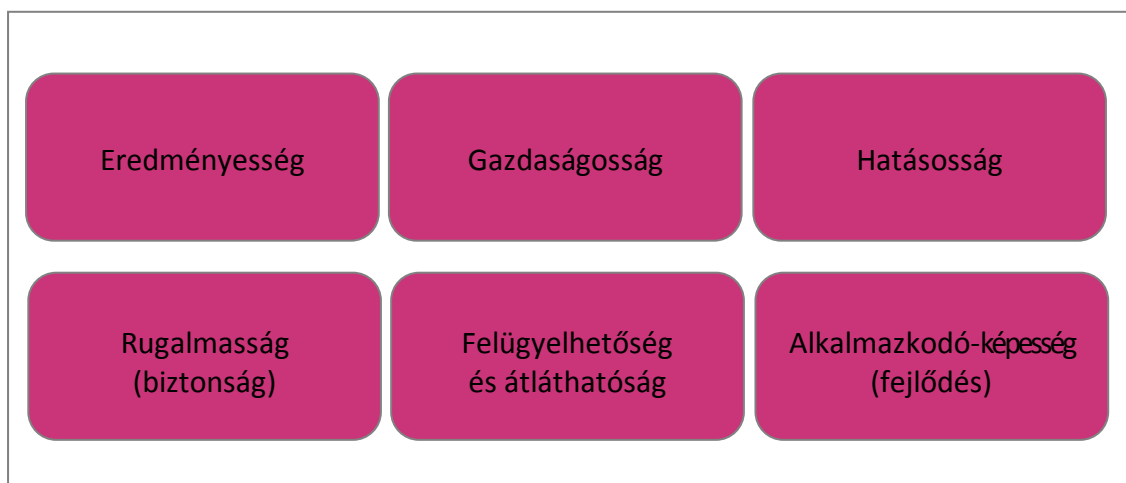 Eredményesség
Gazdaságosság
Hatásosság
Rugalmasság
(biztonság)
Felügyelhetőség
és átláthatóság
Alkalmazkodó-képesség
(fejlődés)